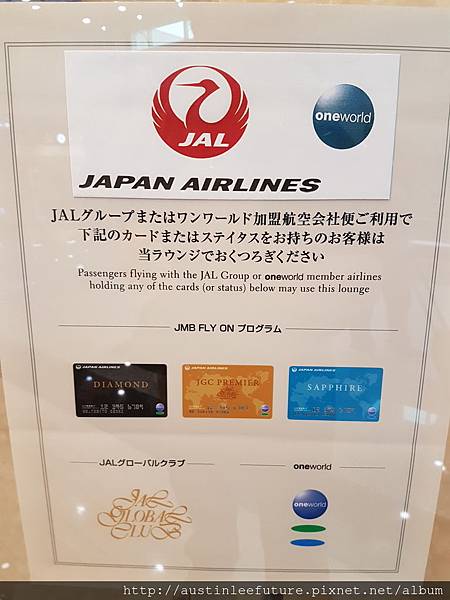 JAL
oneworld
JAPAN AIRLINES
JALグループまたはワンワールド加盟航空会社便ご利用で
下記のカードまたはステイタスをお持ちのお客様は
当ラウンジでおくつろぎください
Passengers flying with the JAL Group or oneworld member airlines
holding any of the cards (or status) below may use this lounge
JMB FLY ON プログラム
JAPAN AIRLINES JAPAN AIRLINES JAPAN AIRLINES
DIAMOND JGC PREMIER SAPPHIRE
JALグローバルクラブ oneworld
JAL
GLOBAL
CLUB
http://austinleefuture.pixnet.net/album